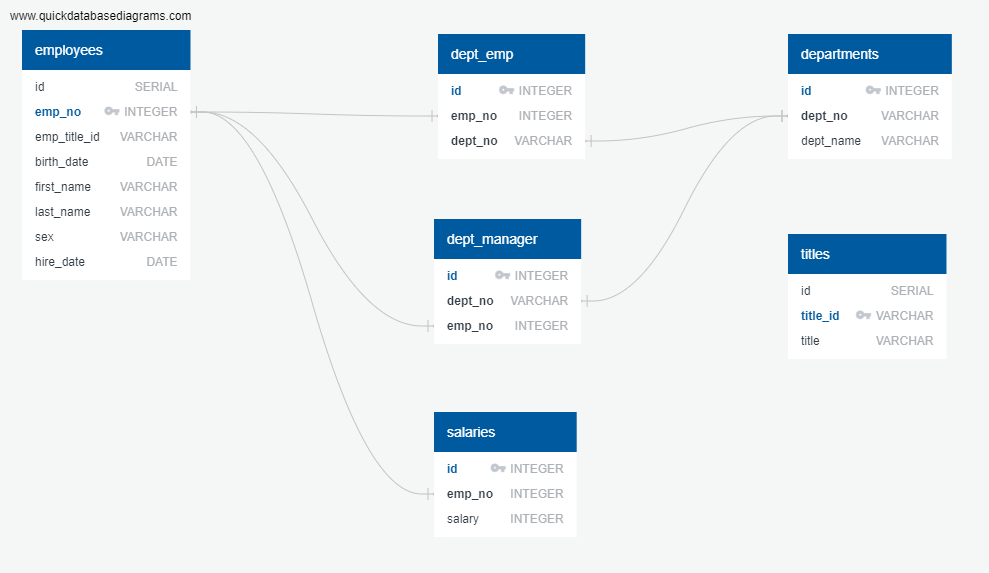 www.quickdatabasediagrams.com
employees
id SERIAL
emp_no INTEGER
emp_title_id VARCHAR
birth_date DATE
first_name VARCHAR
last_name VARCHAR
sex VARCHAR
hire_date DATE
dept_emp
id INTEGER
emp_no INTEGER
dept_no VARCHAR
departments
id INTEGER
dept_no VARCHAR
dept_name VARCHAR
dept_manager
id INTEGER
dept_no VARCHAR
emp_no INTEGER
titles
id SERIAL
title_id VARCHAR
title VARCHAR
salaries
id INTEGER
emp_no INTEGER
salary INTEGER